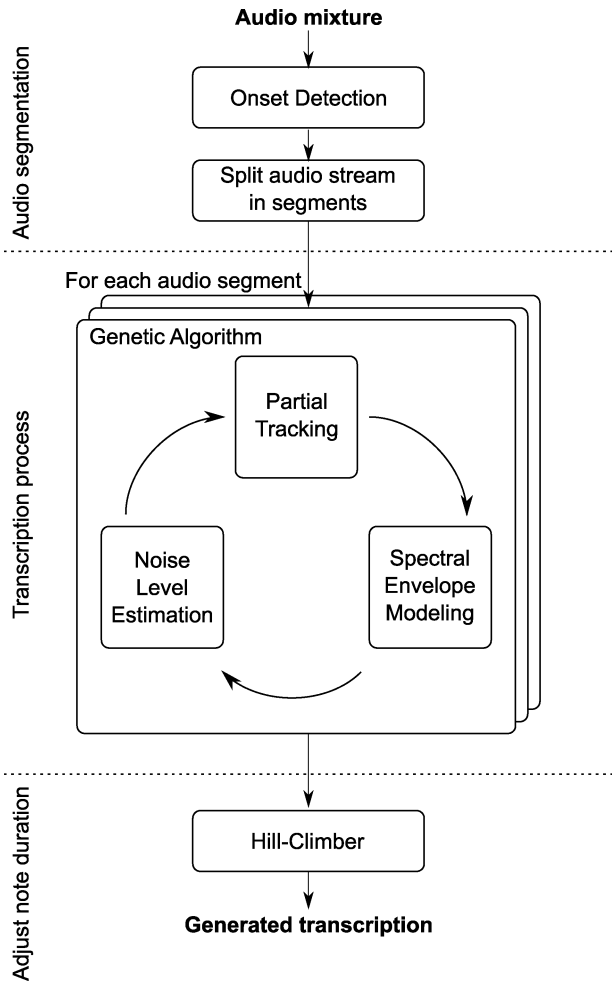 Audio mixture
Audio segmentation
Onset Detection
Split audio stream
in segments
For each audio segment
Genetic Algorithm
Transcription process
Partial
Tracking
Noise
Level
Estimation
Spectral
Envelope
Modeling
Adjust note duration
Hill-Climber
Generated transcription